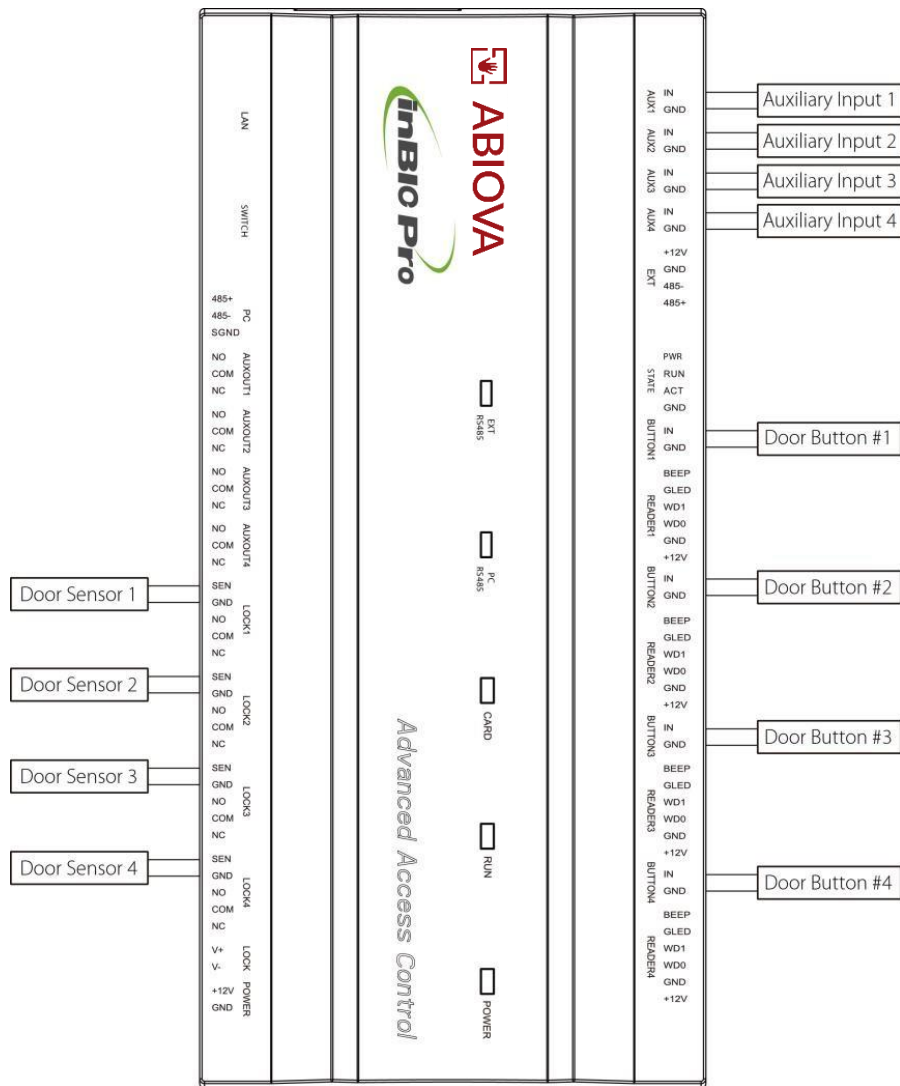 ABIOVA
inBIO Pro
Advanced Access Control
EXT
RS485
PC
RS485
CARD
RUN
POWER
LAN
SWITCH
PC
485+
485-
SGND
AUXOUT1
NO
COM
NC
AUXOUT2
NO
COM
NC
AUXOUT3
NO
COM
NC
AUXOUT4
NO
COM
NC
Door Sensor 1
LOCK1
SEN
GND
NO
COM
NC
Door Sensor 2
LOCK2
SEN
GND
NO
COM
NC
Door Sensor 3
LOCK3
SEN
GND
NO
COM
NC
Door Sensor 4
LOCK4
SEN
GND
NO
COM
NC
LOCK
V+
V-
POWER
+12V
GND
AUX1
IN
GND
Auxiliary Input 1
AUX2
IN
GND
Auxiliary Input 2
AUX3
IN
GND
Auxiliary Input 3
AUX4
IN
GND
Auxiliary Input 4
EXT
+12V
GND
485-
485+
STATE
PWR
RUN
ACT
GND
BUTTON1
IN
GND
Door Button #1
READER1
BEEP
GLED
WD1
WD0
GND
+12V
BUTTON2
IN
GND
Door Button #2
READER2
BEEP
GLED
WD1
WD0
GND
+12V
BUTTON3
IN
GND
Door Button #3
READER3
BEEP
GLED
WD1
WD0
GND
+12V
BUTTON4
IN
GND
Door Button #4
READER4
BEEP
GLED
WD1
WD0
GND
+12V